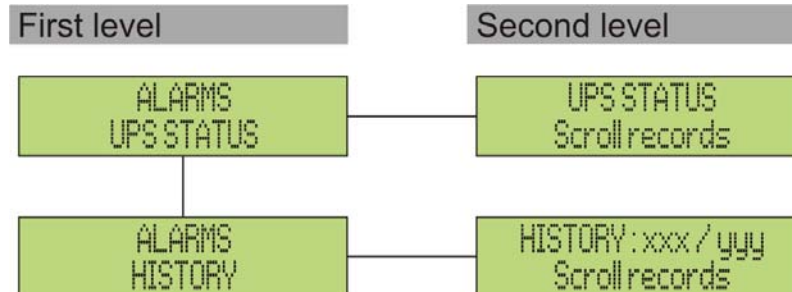 First level
Second level
ALARMS
UPS STATUS
UPS STATUS
Scroll records
ALARMS
HISTORY
HISTORY:xxx / yyy
Scroll records